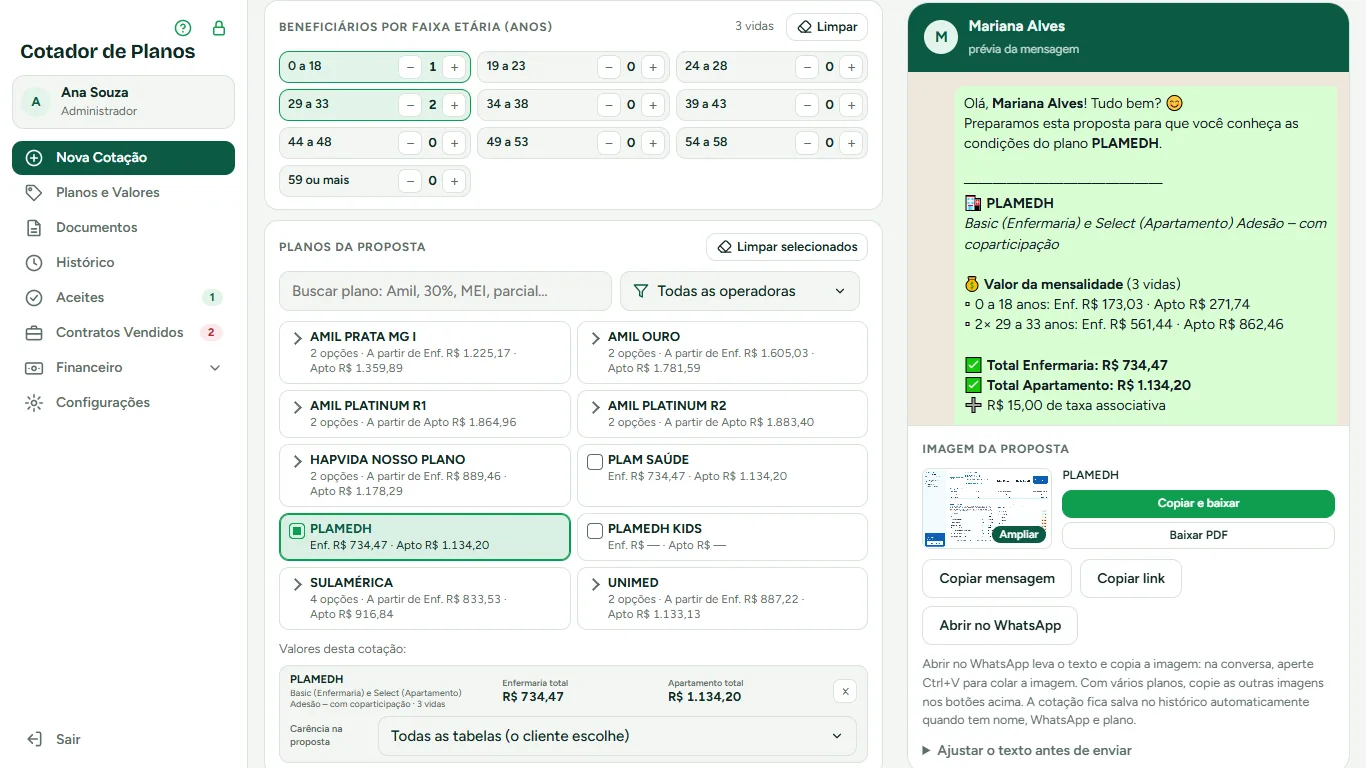 Cotador de Planos
A
Ana Souza
Administrador
Nova Cotação
Planos e Valores
Documentos
Histórico
Aceites
1
Contratos Vendidos
2
Financeiro
Configurações
Sair
BENEFICIÁRIOS POR FAIXA ETÁRIA (ANOS)
3 vidas
Limpar
0 a 18 − 1 +
19 a 23 − 0 +
24 a 28 − 0 +
29 a 33 − 2 +
34 a 38 − 0 +
39 a 43 − 0 +
44 a 48 − 0 +
49 a 53 − 0 +
54 a 58 − 0 +
59 ou mais − 0 +
PLANOS DA PROPOSTA
Limpar selecionados
Buscar plano: Amil, 30%, MEI, parcial...
Todas as operadoras
AMIL PRATA MG I
2 opções · A partir de Enf. R$ 1.225,17 ·
Apto R$ 1.359,89
AMIL OURO
2 opções · A partir de Enf. R$ 1.605,03 ·
Apto R$ 1.781,59
AMIL PLATINUM R1
2 opções · A partir de Apto R$ 1.864,96
AMIL PLATINUM R2
2 opções · A partir de Apto R$ 1.883,40
HAPVIDA NOSSO PLANO
2 opções · A partir de Enf. R$ 889,46 ·
Apto R$ 1.178,29
PLAM SAÚDE
Enf. R$ 734,47 · Apto R$ 1.134,20
PLAMEDH
Enf. R$ 734,47 · Apto R$ 1.134,20
PLAMEDH KIDS
Enf. R$ — · Apto R$ —
SULAMÉRICA
4 opções · A partir de Enf. R$ 833,53 ·
Apto R$ 916,84
UNIMED
2 opções · A partir de Enf. R$ 887,22 ·
Apto R$ 1.133,13
Valores desta cotação:
PLAMEDH
Basic (Enfermaria) e Select (Apartamento)
Adesão – com coparticipação · 3 vidas
Enfermaria total
R$ 734,47
Apartamento total
R$ 1.134,20
x
Carência na
proposta
Todas as tabelas (o cliente escolhe)
M
Mariana Alves
prévia da mensagem
Olá, Mariana Alves! Tudo bem? 😊
Preparamos esta proposta para que você conheça as
condições do plano PLAMEDH.
🏥 PLAMEDH
Basic (Enfermaria) e Select (Apartamento) Adesão – com
coparticipação
💰 Valor da mensalidade (3 vidas)
▫ 0 a 18 anos: Enf. R$ 173,03 · Apto R$ 271,74
▫ 2× 29 a 33 anos: Enf. R$ 561,44 · Apto R$ 862,46
✅ Total Enfermaria: R$ 734,47
✅ Total Apartamento: R$ 1.134,20
➕ R$ 15,00 de taxa associativa
IMAGEM DA PROPOSTA
Ampliar
PLAMEDH
Copiar e baixar
Baixar PDF
Copiar mensagem
Copiar link
Abrir no WhatsApp
Abrir no WhatsApp leva o texto e copia a imagem: na conversa, aperte
Ctrl+V para colar a imagem. Com vários planos, copie as outras imagens
nos botões acima. A cotação fica salva no histórico automaticamente
quando tem nome, WhatsApp e plano.
Ajustar o texto antes de enviar